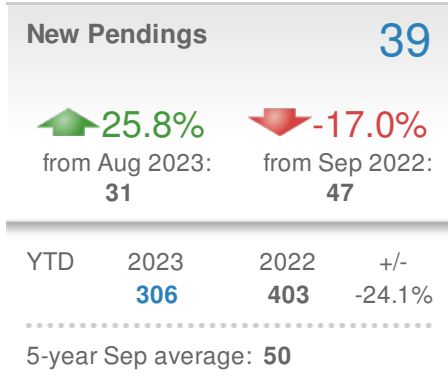 New Pendings 39
25.8% -17.0%
from Aug 2023: from Sep 2022:
31 47
YTD 2023 2022 +/-
306 403 -24.1%
5-year Sep average: 50